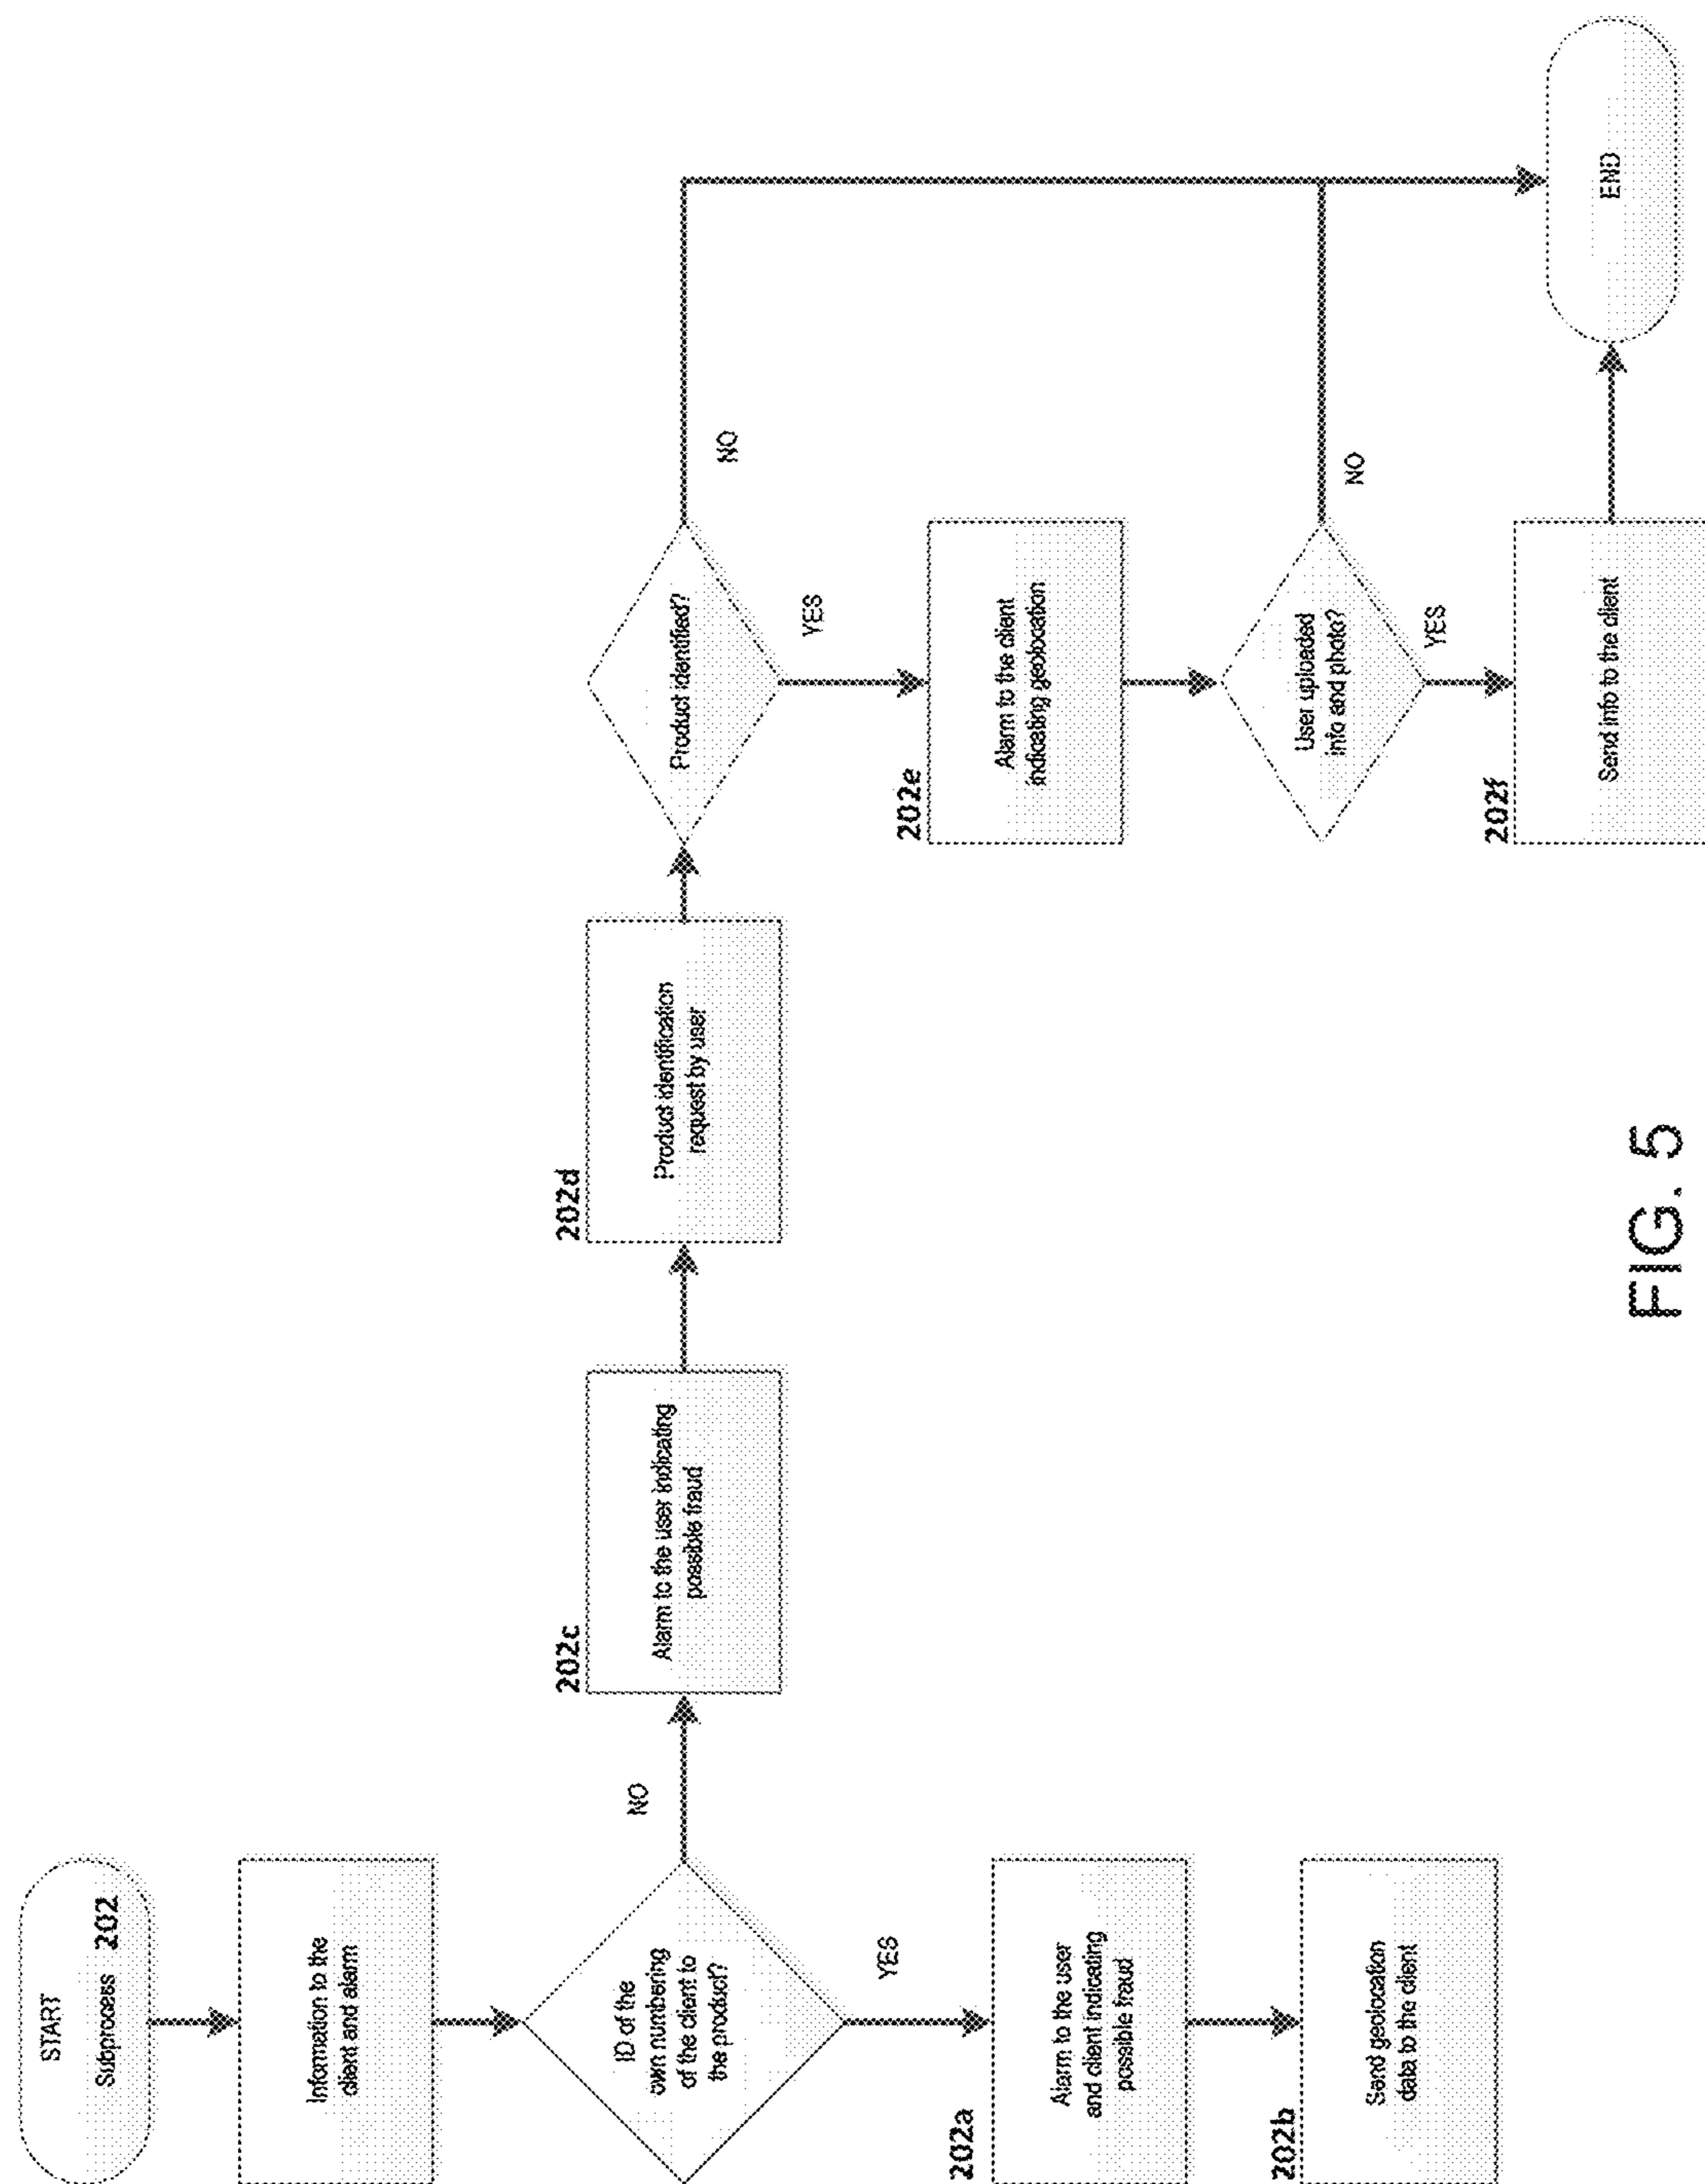 START
Subprocess 202
Information to the
client and alarm
ID of the
own numbering
of the client to
the product?
NO
YES
202a
Alarm to the user
and client indicating
possible fraud
202b
Send geolocation
data to the client
202c
Alarm to the user indicating
possible fraud
202d
Product identification
request by user
Product identified?
NO
YES
202e
Alarm to the client
indicating geolocation
User uploaded
info and photo?
NO
YES
202f
Send info to the client
END
FIG. 5